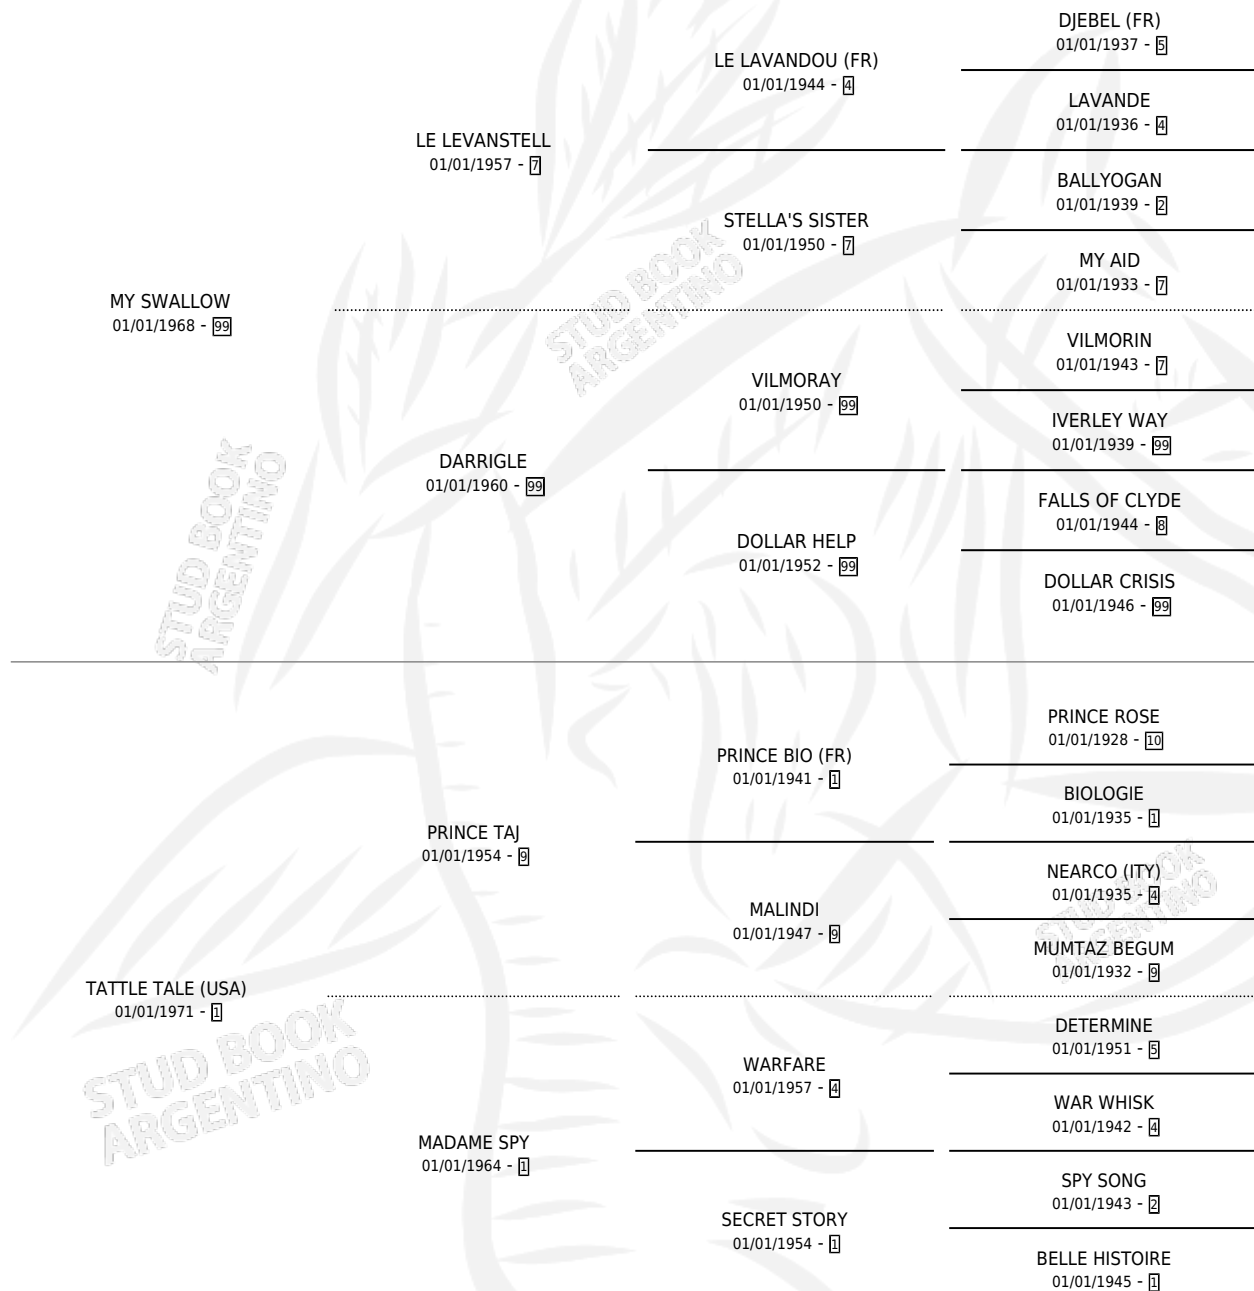 DJEBEL (FR)
01/01/1937 - 5
LE LAVANDOU (FR)
01/01/1944 - 4
LAVANDE
01/01/1936 - 4
LE LEVANSTELL
01/01/1957 - 7
BALLYOGAN
01/01/1939 - 2
STELLA'S SISTER
01/01/1950 - 7
MY AID
01/01/1933 - 7
MY SWALLOW
01/01/1968 - 99
VILMORIN
01/01/1943 - 7
VILMORAY
01/01/1950 - 99
IVERLEY WAY
01/01/1939 - 99
DARRIGLE
01/01/1960 - 99
FALLS OF CLYDE
01/01/1944 - 8
DOLLAR HELP
01/01/1952 - 99
DOLLAR CRISIS
01/01/1946 - 99
PRINCE ROSE
01/01/1928 - 10
PRINCE BIO (FR)
01/01/1941 - 1
BIOLOGIE
01/01/1935 - 1
PRINCE TAJ
01/01/1954 - 9
NEARCO (ITY)
01/01/1935 - 4
MALINDI
01/01/1947 - 9
MUMTAZ BEGUM
01/01/1932 - 9
TATTLE TALE (USA)
01/01/1971 - 1
DETERMINE
01/01/1951 - 5
WARFARE
01/01/1957 - 4
WAR WHISK
01/01/1942 - 4
MADAME SPY
01/01/1964 - 1
SPY SONG
01/01/1943 - 2
SECRET STORY
01/01/1954 - 1
BELLE HISTOIRE
01/01/1945 - 1
STUD BOOK
ARGENTINO
STUD BOOK
ARGENTINO
STUD BOOK
ARGENTINO
STUD BOOK
ARGENTINO